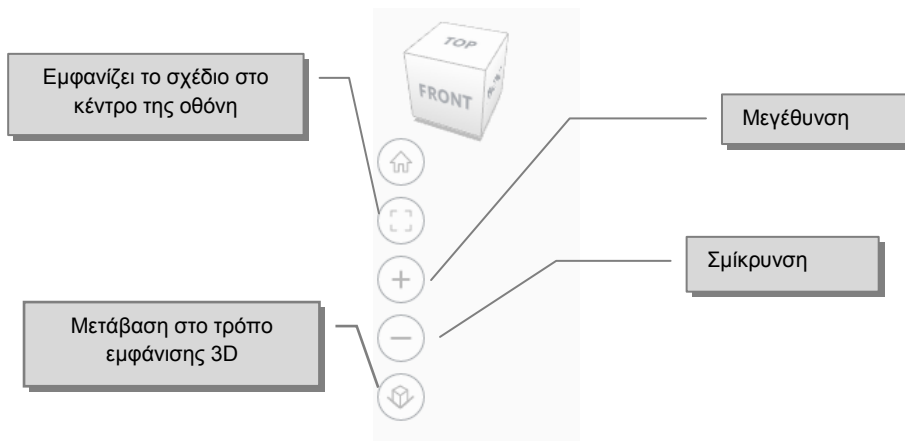 TOP
FRONT
Εμφανίζει το σχέδιο στο
κέντρο της οθόνη
Μεγέθυνση
Σμίκρυνση
Μετάβαση στο τρόπο
εμφάνισης 3D